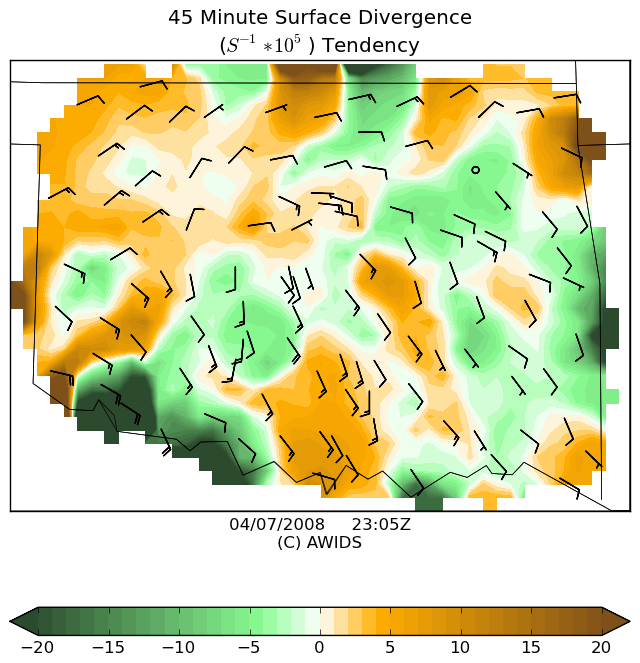 45 Minute Surface Divergence
(S⁻¹ * 10⁵ ) Tendency
04/07/2008 23:05Z
(C) AWIDS
−20 −15 −10 −5 0 5 10 15 20